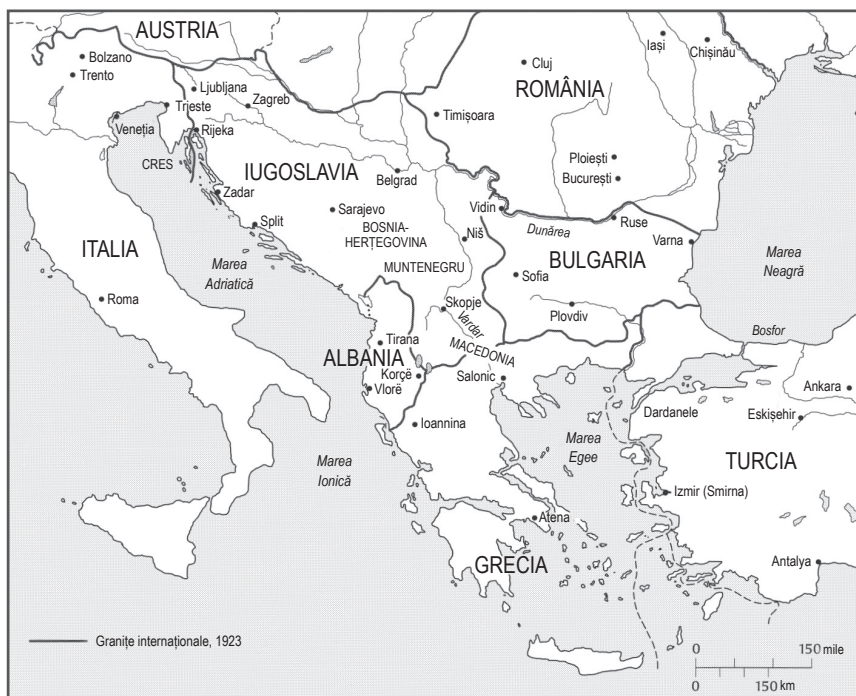 AUSTRIA
Bolzano
Trento
Ljubljana
Zagreb
Trieste
Veneția
Rijeka
CRES
Cluj
Iași
Chișinău
ROMÂNIA
Timișoara
Ploiești
București
IUGOSLAVIA
Belgrad
Zadar
Sarajevo
Split
BOSNIA-
HERȚEGOVINA
Vidin
Dunărea
Ruse
Varna
Niš
ITALIA
Marea
Adriatică
MUNTENEGRU
BULGARIA
Sofia
Marea
Neagră
Roma
Skopje
Vardar
Plovdiv
Bosfor
Tirana
MACEDONIA
ALBANIA
Korçë
Vlorë
Salonic
Ankara
Dardanele
Eskișehir
Ioannina
Marea
Egee
TURCIA
Marea
Ionică
Izmir (Smirna)
Atena
GRECIA
Antalya
Granițe internaționale, 1923
0 150 mile
0 150 km